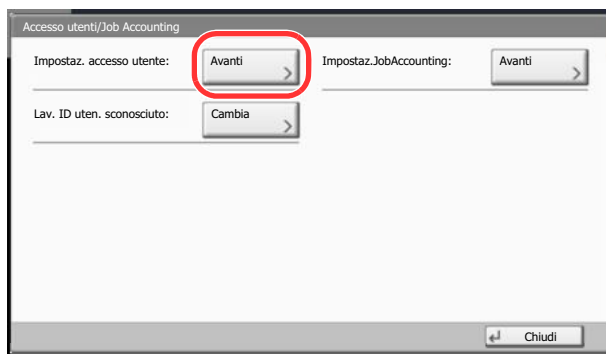 Accesso utenti/Job Accounting
Impostaz. accesso utente: Avanti Impostaz.JobAccounting: Avanti
Lav. ID uten. sconosciuto: Cambia
Chiudi